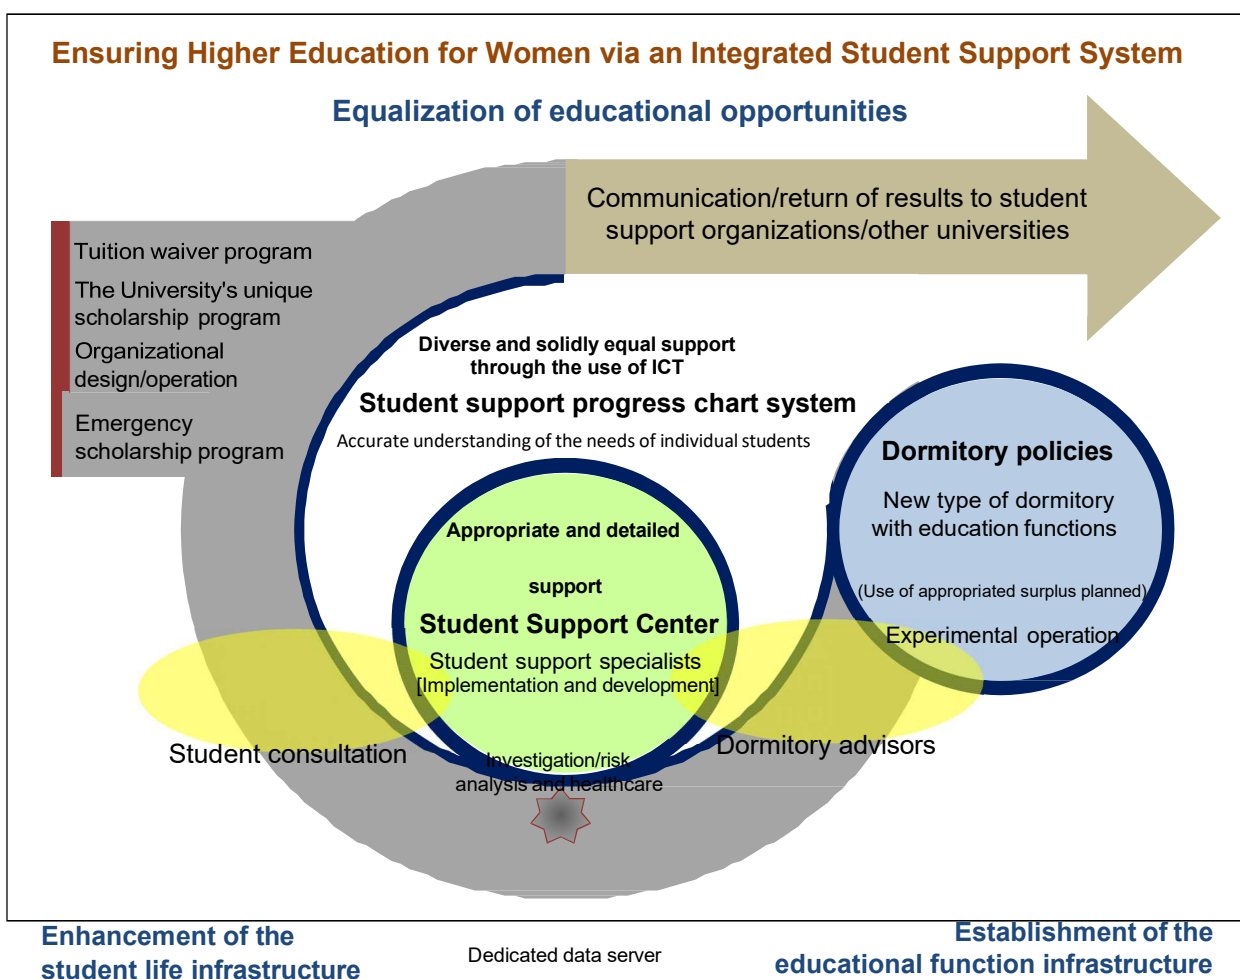 Ensuring Higher Education for Women via an Integrated Student Support System
Equalization of educational opportunities
Communication/return of results to student
support organizations/other universities
Tuition waiver program
The University's unique
scholarship program
Organizational
design/operation
Emergency
scholarship program
Diverse and solidly equal support
through the use of ICT
Student support progress chart system
Accurate understanding of the needs of individual students
Dormitory policies
New type of dormitory
with education functions
(Use of appropriated surplus planned)
Experimental operation
Appropriate and detailed
support
Student Support Center
Student support specialists
[Implementation and development]
Student consultation
Dormitory advisors
Investigation/risk
analysis and healthcare
Enhancement of the
student life infrastructure
Dedicated data server
Establishment of the
educational function infrastructure